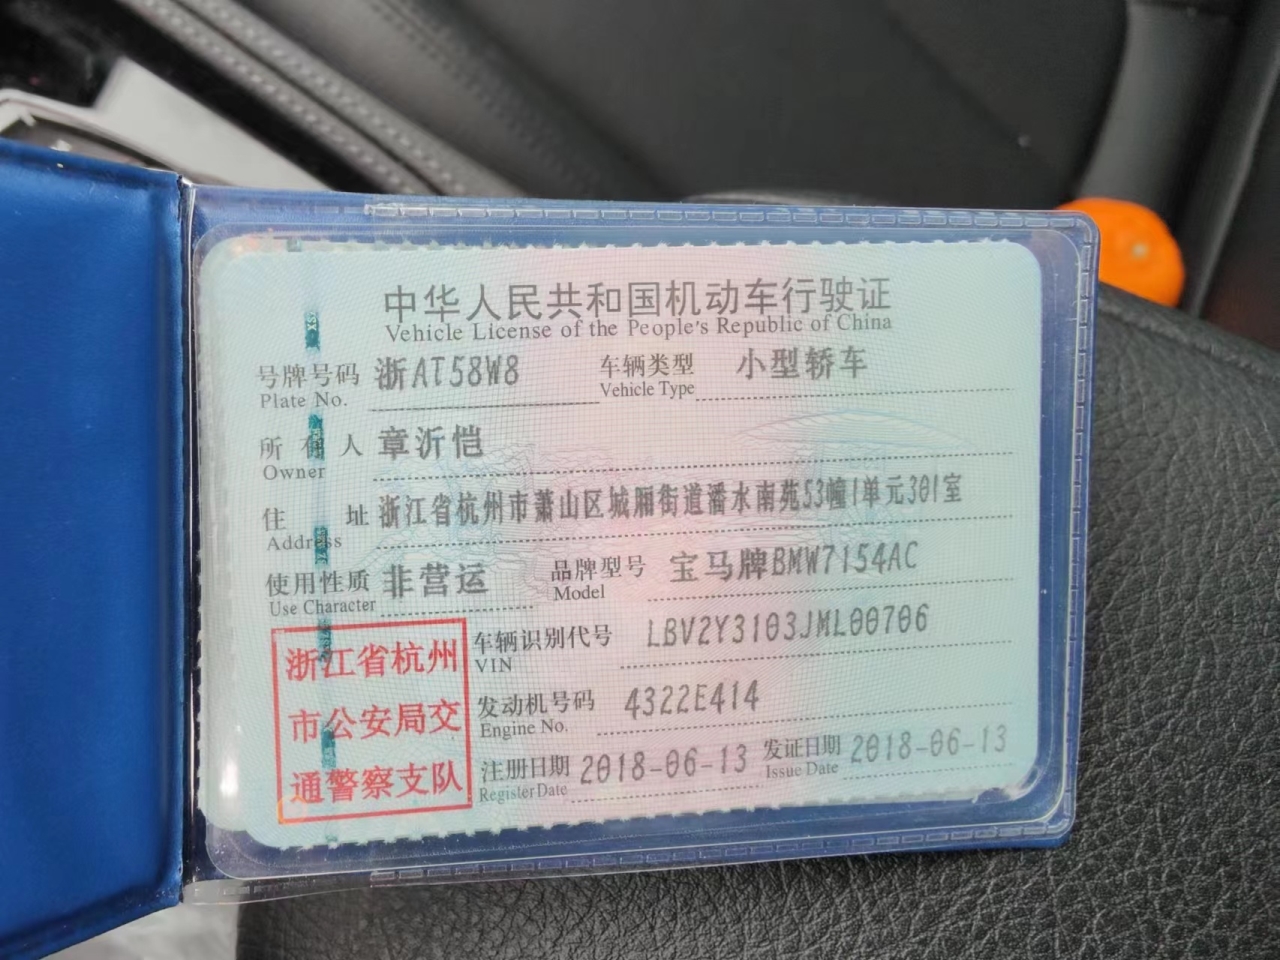 中华人民共和国机动车行驶证
Vehicle License of the People's Republic of China
号牌号码 浙AT58W8 车辆类型 小型轿车
Plate No. Vehicle Type
所有人 章沂恺
Owner
住址 浙江省杭州市萧山区城厢街道潘水南苑53幢1单元301室
Address
使用性质 非营运 品牌型号 宝马牌BMW7154AC
Use Character Model
车辆识别代号 LBV2Y3103JML00706
VIN
发动机号码 4322E414
Engine No.
注册日期 2018-06-13 发证日期 2018-06-13
Register Date Issue Date
浙江省杭州
市公安局交
通警察支队